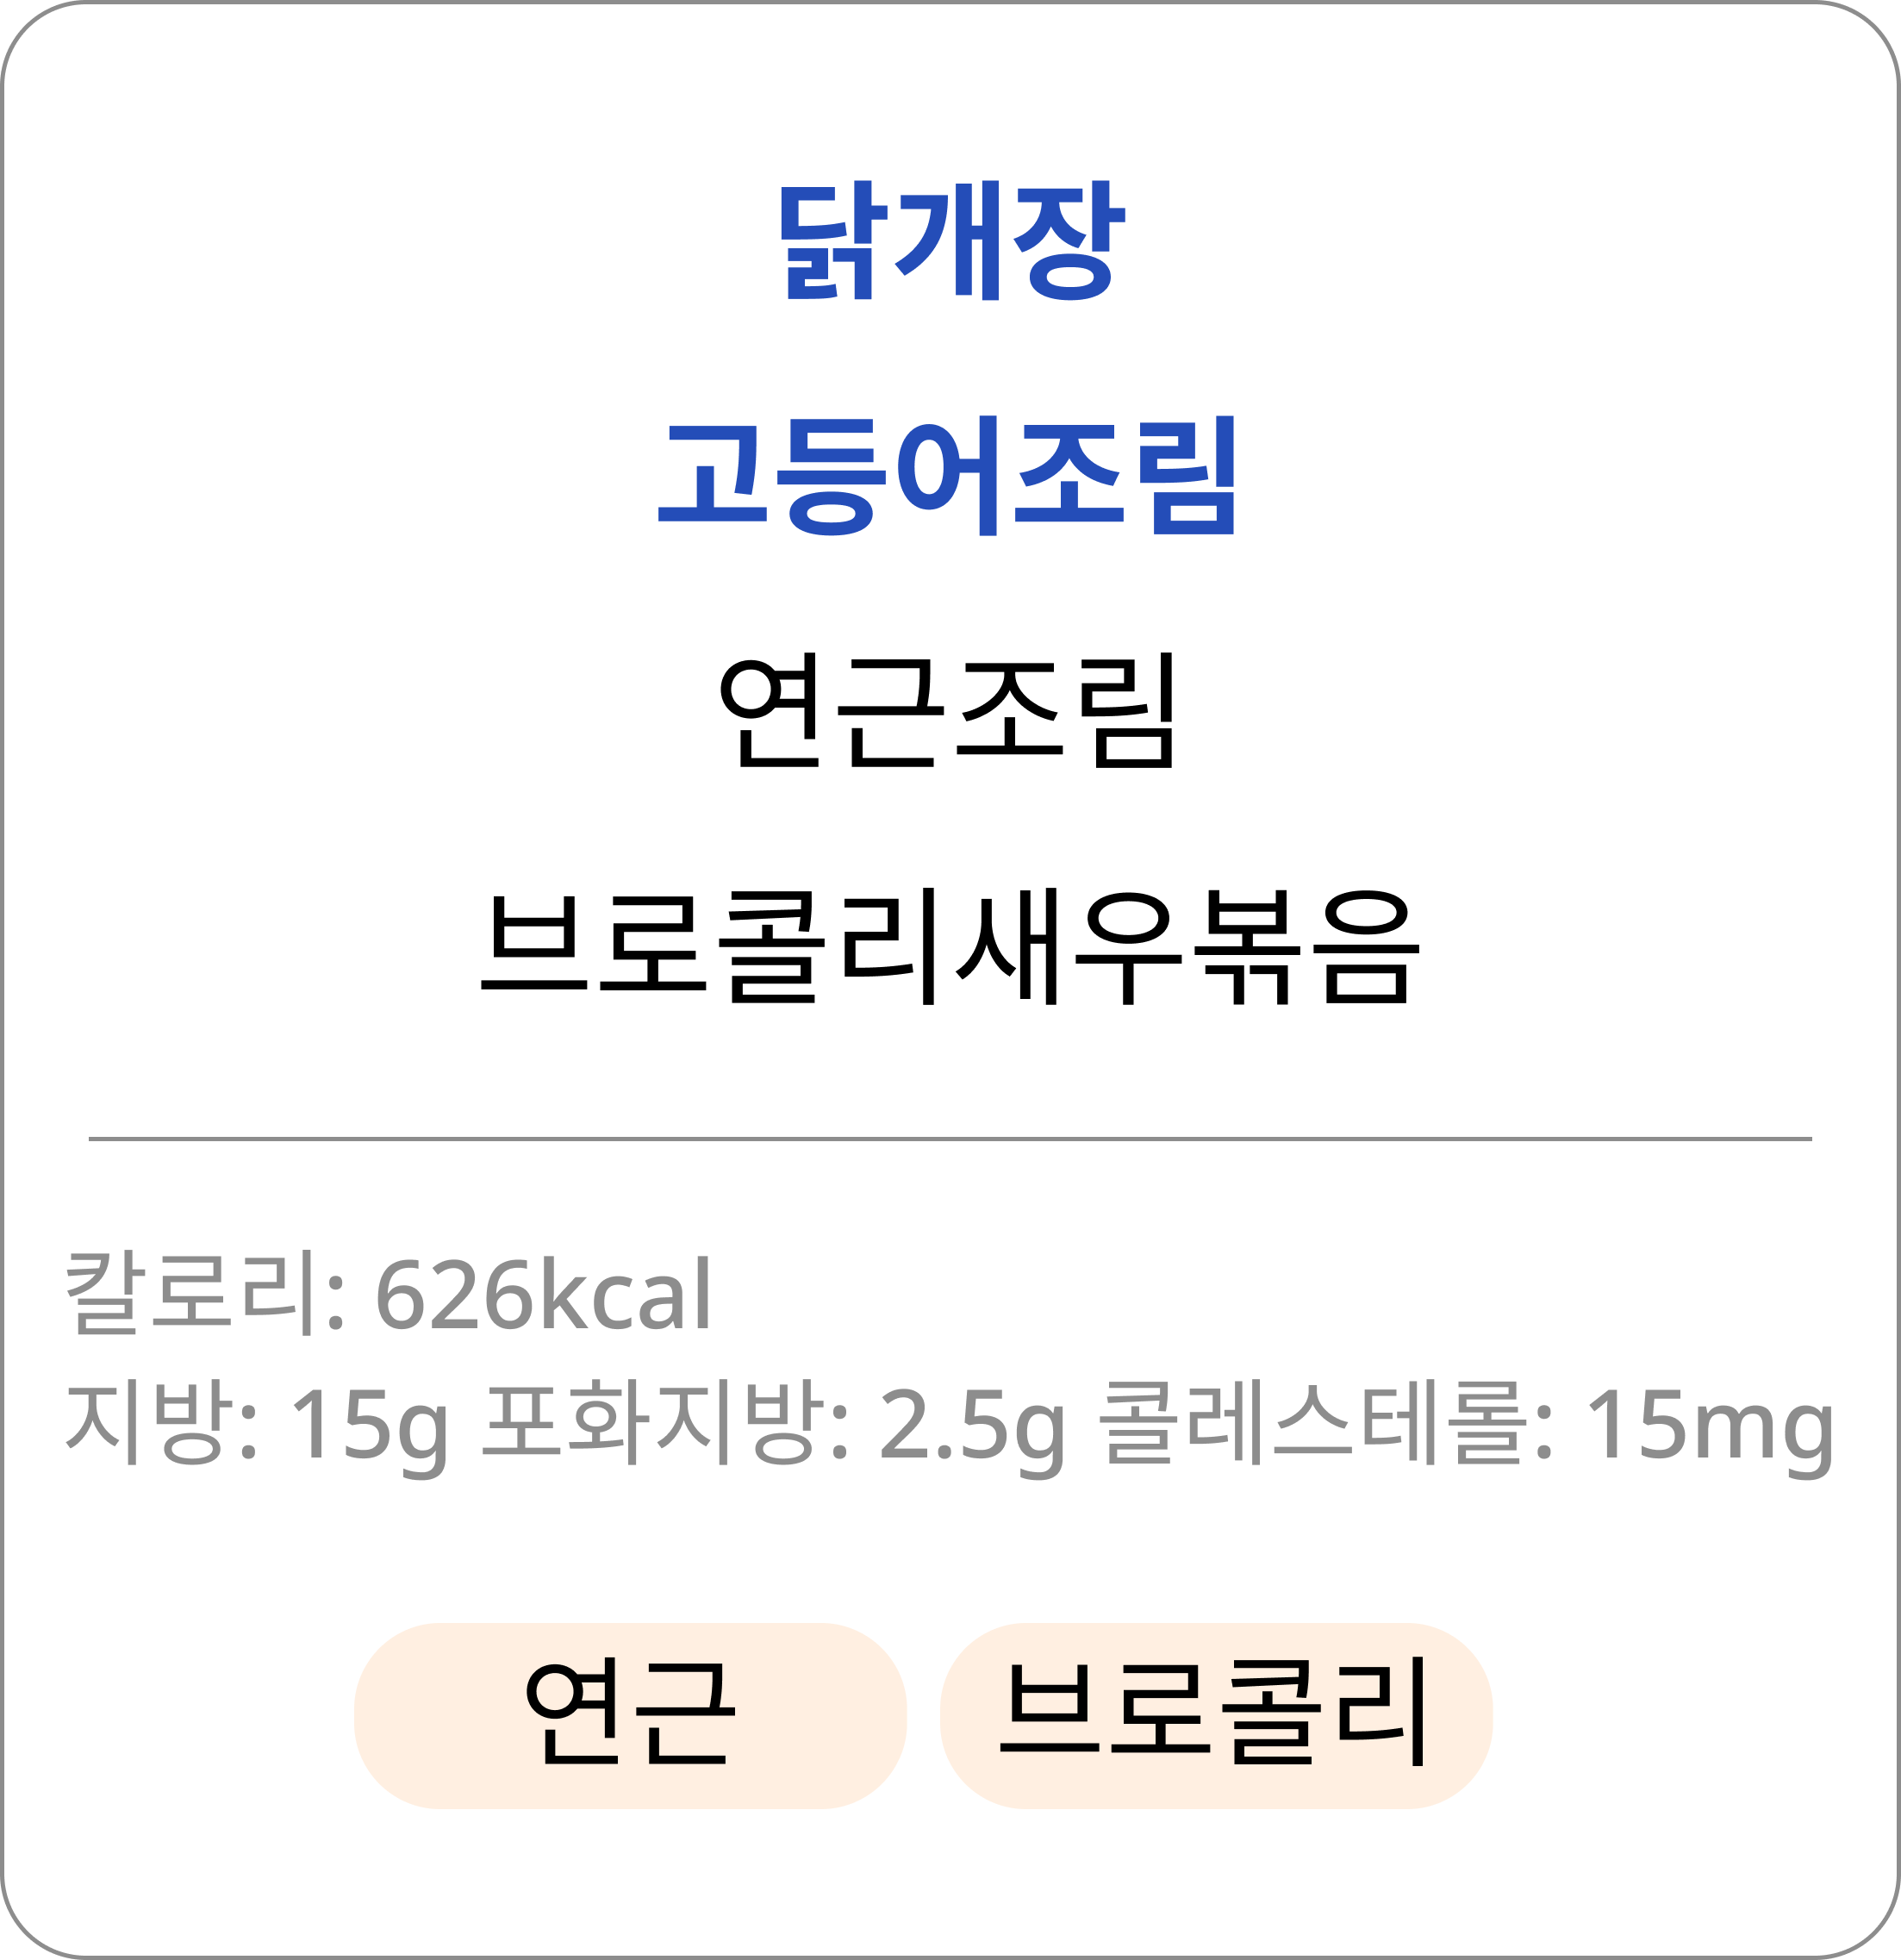 닭개장
고등어조림
연근조림
브로콜리새우볶음
칼로리: 626kcal
지방: 15g 포화지방: 2.5g 콜레스테롤: 15mg
연근 브로콜리